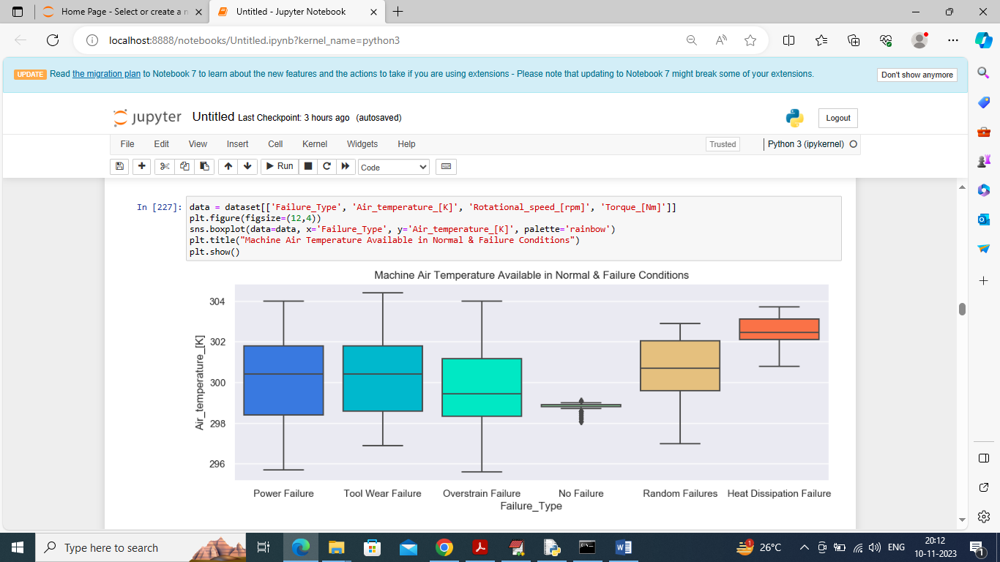 Home Page - Select or create a n
Untitled - Jupyter Notebook
localhost:8888/notebooks/Untitled.ipynb?kernel_name=python3
UPDATE Read the migration plan to Notebook 7 to learn about the new features and the actions to take if you are using extensions - Please note that updating to Notebook 7 might break some of your extensions.
Don't show anymore
jupyter Untitled Last Checkpoint: 3 hours ago (autosaved)
Logout
File Edit View Insert Cell Kernel Widgets Help
Trusted
Python 3 (ipykernel)
Run
Code
In [227]: data = dataset[['Failure_Type', 'Air_temperature_[K]', 'Rotational_speed_[rpm]', 'Torque_[Nm]']]
plt.figure(figsize=(12,4))
sns.boxplot(data=data, x='Failure_Type', y='Air_temperature_[K]', palette='rainbow')
plt.title("Machine Air Temperature Available in Normal & Failure Conditions")
plt.show()
Machine Air Temperature Available in Normal & Failure Conditions
304
302
300
298
296
Air_temperature_[K]
Power Failure Tool Wear Failure Overstrain Failure No Failure Random Failures Heat Dissipation Failure
Failure_Type
Type here to search
1
26°C
ENG
20:12
10-11-2023
1